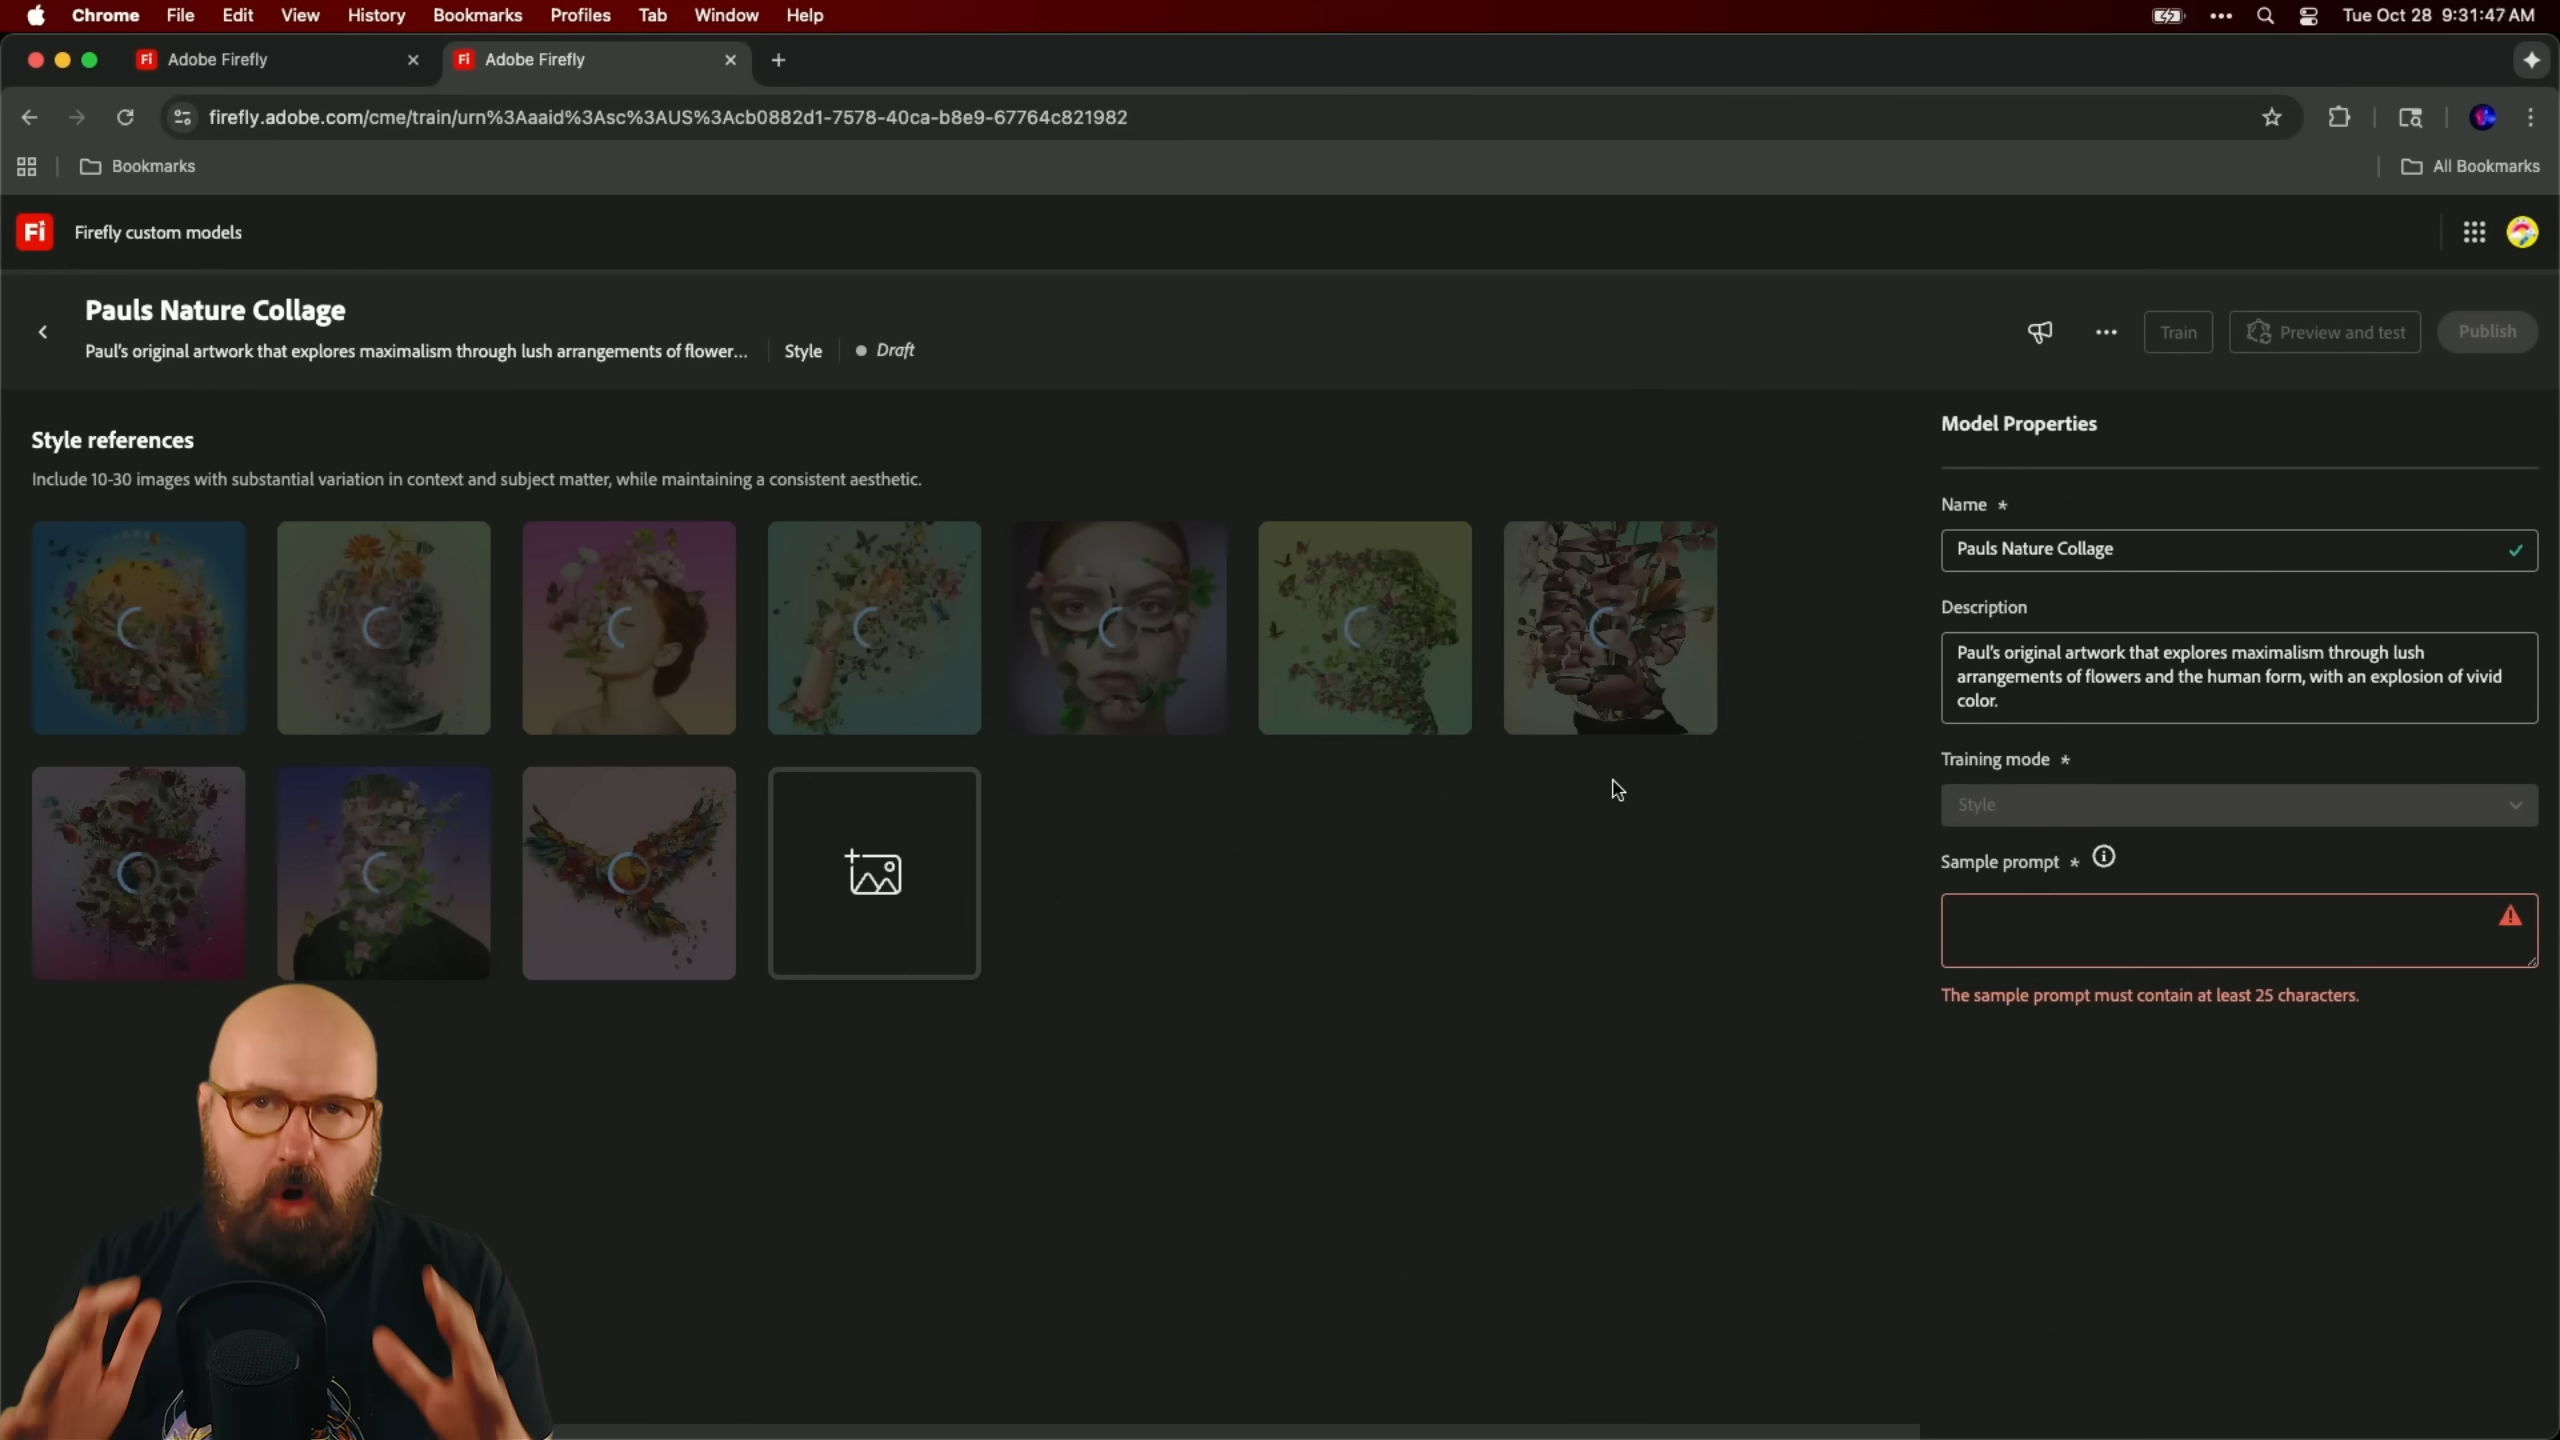 Chrome File Edit View History Bookmarks Profiles Tab Window Help Tue Oct 28 9:31:47 AM
Fi Adobe Firefly Fi Adobe Firefly
firefly.adobe.com/cme/train/urn%3Aaaid%3Asc%3AUS%3Acb0882d1-7578-40ca-b8e9-67764c821982
Bookmarks All Bookmarks
Fi Firefly custom models
Pauls Nature Collage
Paul's original artwork that explores maximalism through lush arrangements of flower... Style Draft
Train Preview and test Publish
Style references
Include 10-30 images with substantial variation in context and subject matter, while maintaining a consistent aesthetic.
Model Properties
Name *
Pauls Nature Collage
Description
Paul's original artwork that explores maximalism through lush
arrangements of flowers and the human form, with an explosion of vivid
color.
Training mode *
Style
Sample prompt *
The sample prompt must contain at least 25 characters.